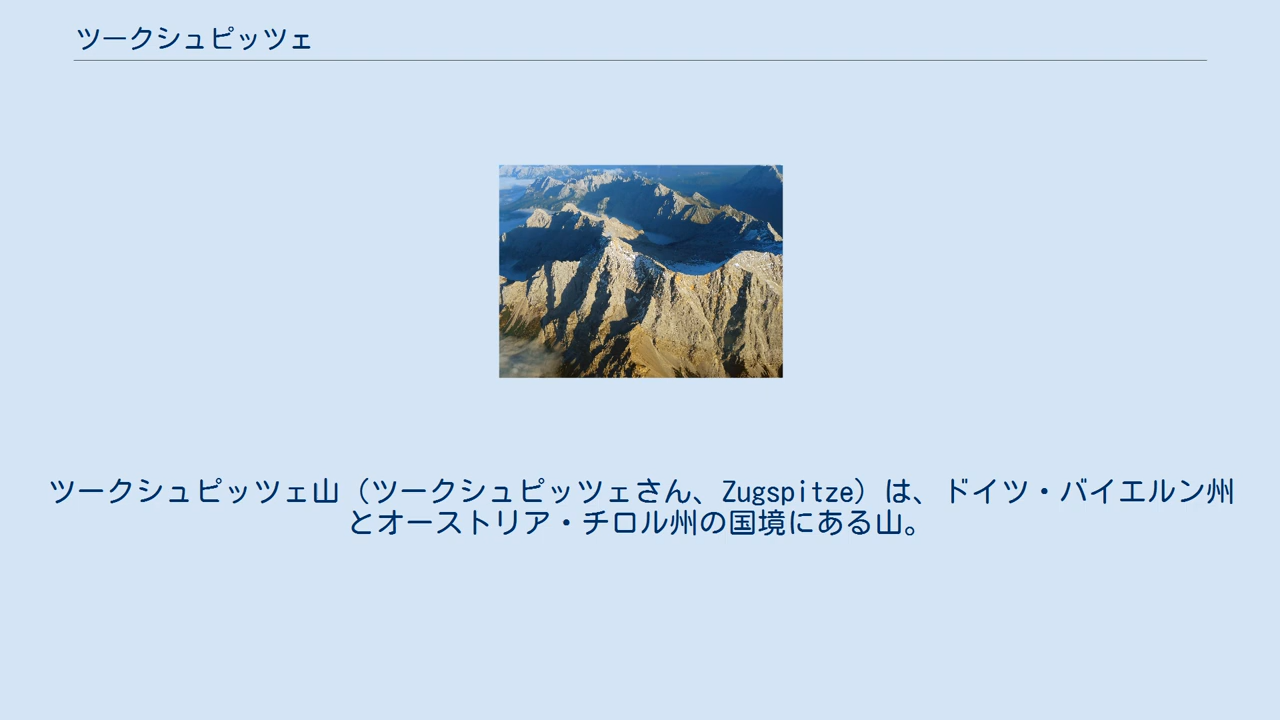 ツークシュピッツェ
ツークシュピッツェ山（ツークシュピッツェさん、Zugspitze）は、ドイツ・バイエルン州
とオーストリア・チロル州の国境にある山。